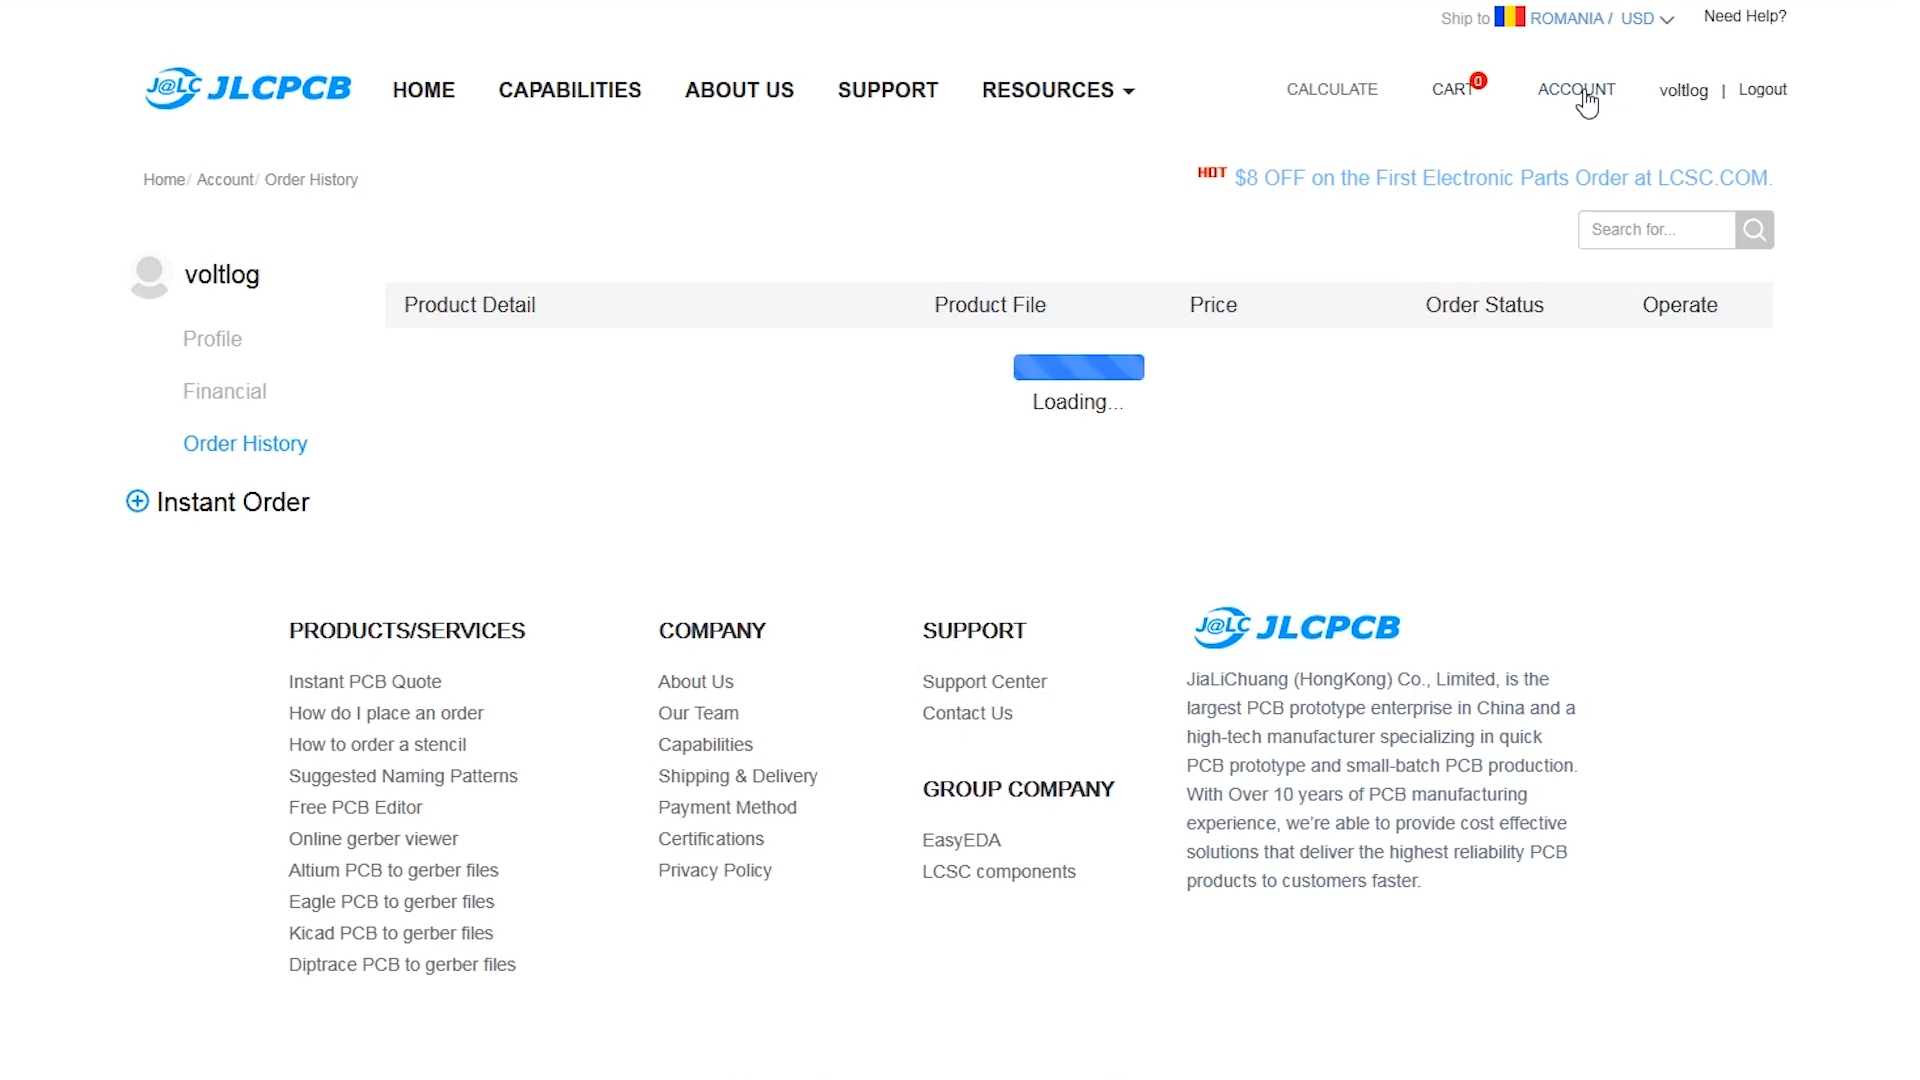 Ship to ROMANIA / USD Need Help?
J@LC JLCPCB HOME CAPABILITIES ABOUT US SUPPORT RESOURCES CALCULATE CART 0 ACCOUNT voltlog | Logout
Home/ Account/ Order History
HOT $8 OFF on the First Electronic Parts Order at LCSC.COM.
Search for...
voltlog
Product Detail Product File Price Order Status Operate
Profile
Loading...
Financial
Order History
Instant Order
PRODUCTS/SERVICES
Instant PCB Quote
How do I place an order
How to order a stencil
Suggested Naming Patterns
Free PCB Editor
Online gerber viewer
Altium PCB to gerber files
Eagle PCB to gerber files
Kicad PCB to gerber files
Diptrace PCB to gerber files
COMPANY
About Us
Our Team
Capabilities
Shipping & Delivery
Payment Method
Certifications
Privacy Policy
SUPPORT
Support Center
Contact Us
GROUP COMPANY
EasyEDA
LCSC components
J@LC JLCPCB
JiaLiChuang (HongKong) Co., Limited, is the
largest PCB prototype enterprise in China and a
high-tech manufacturer specializing in quick
PCB prototype and small-batch PCB production.
With Over 10 years of PCB manufacturing
experience, we're able to provide cost effective
solutions that deliver the highest reliability PCB
products to customers faster.